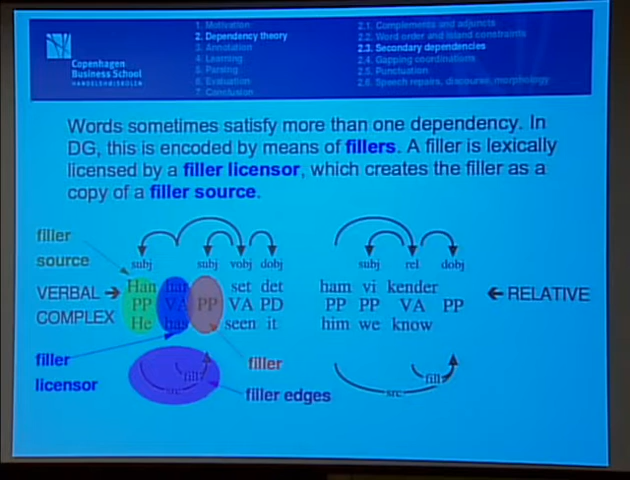 Copenhagen
Business School
HANDELSHØJSKOLEN
1. Motivation
2. Dependency theory
3. Annotation
4. Learning
5. Parsing
6. Evaluation
7. Conclusion
2.1. Complements and adjuncts
2.2. Word order and island constraints
2.3. Secondary dependencies
2.4. Gapping coordinations
2.5. Punctuation
2.6. Speech repairs, discourse, morphology
Words sometimes satisfy more than one dependency. In
DG, this is encoded by means of fillers. A filler is lexically
licensed by a filler licensor, which creates the filler as a
copy of a filler source.
filler
source
subj subj vobj dobj
subj rel dobj
VERBAL → COMPLEX
Han har set det
PP VA PP VA PD
He has seen it
ham vi kender
PP PP VA PP
him we know
← RELATIVE
filler
licensor
src fill
filler
filler edges
src fill